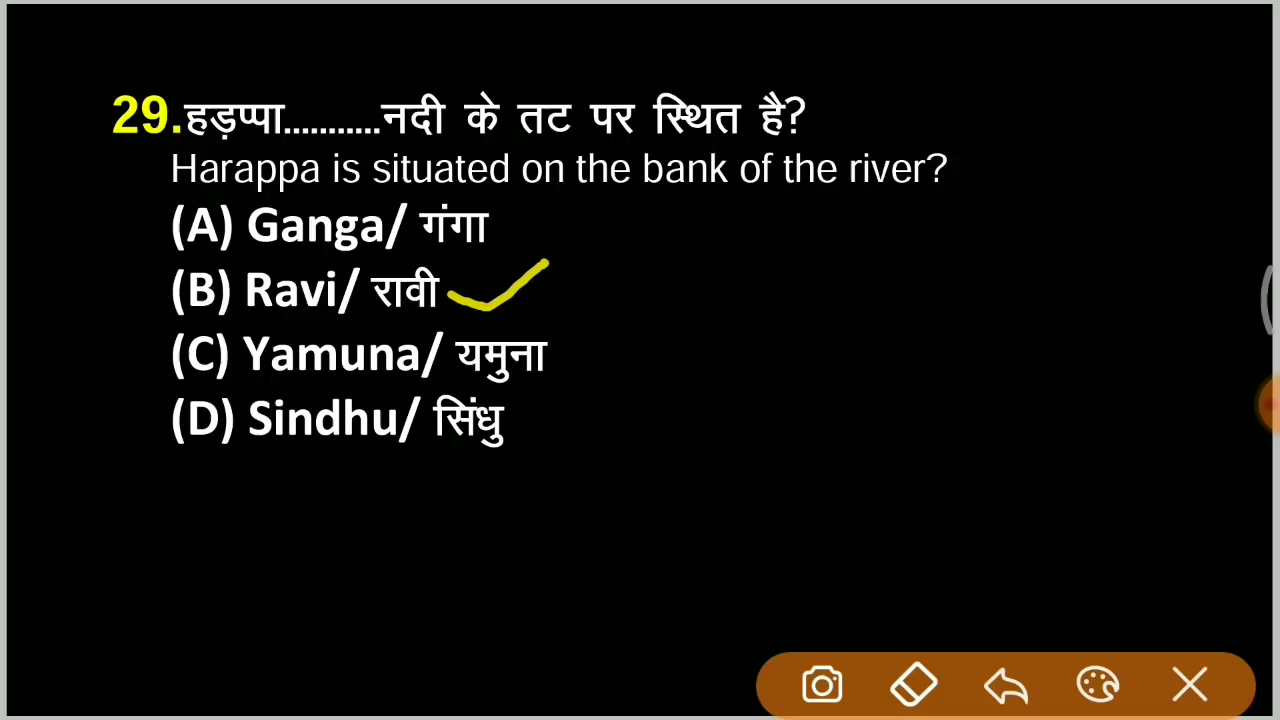 29.हड़प्पा...........नदी के तट पर स्थित है?
Harappa is situated on the bank of the river?
(A) Ganga/ गंगा
(B) Ravi/ रावी
(C) Yamuna/ यमुना
(D) Sindhu/ सिंधु